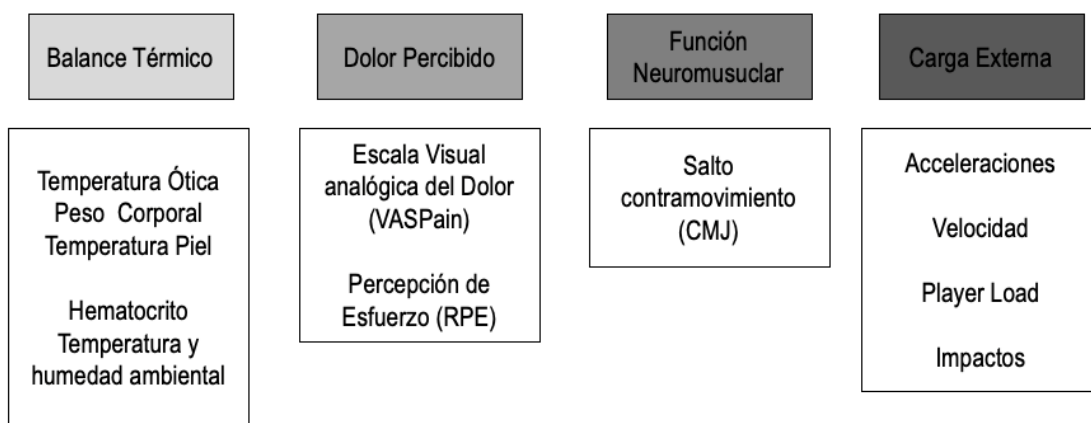 Balance Térmico
Temperatura Ótica
Peso Corporal
Temperatura Piel
Hematocrito
Temperatura y
humedad ambiental
Dolor Percibido
Escala Visual
analógica del Dolor
(VASPain)
Percepción de
Esfuerzo (RPE)
Función
Neuromusuclar
Salto
contramovimiento
(CMJ)
Carga Externa
Acceleraciones
Velocidad
Player Load
Impactos